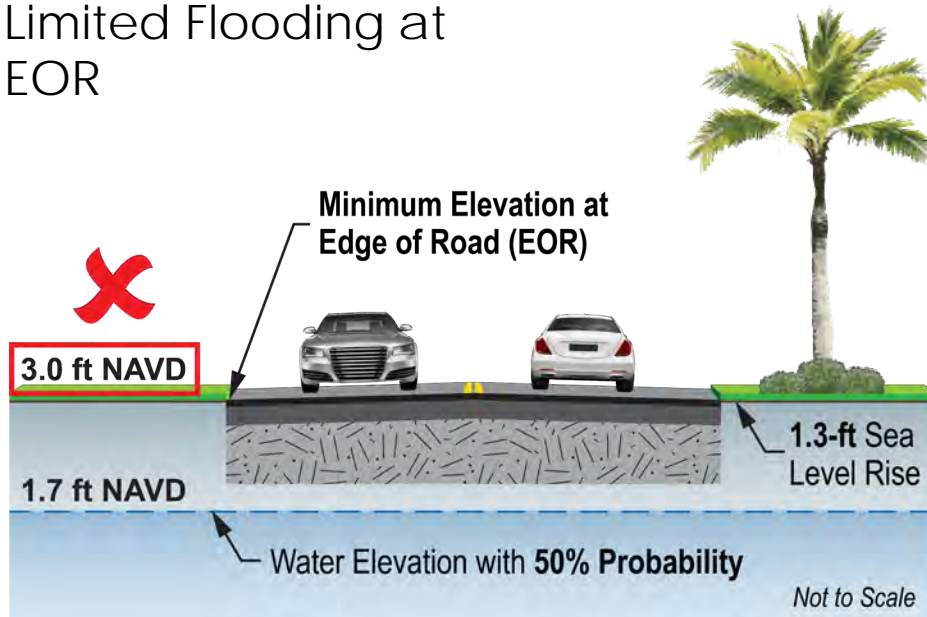 Limited Flooding at
EOR
Minimum Elevation at
Edge of Road (EOR)
3.0 ft NAVD
1.3-ft Sea
Level Rise
1.7 ft NAVD
Water Elevation with 50% Probability
Not to Scale